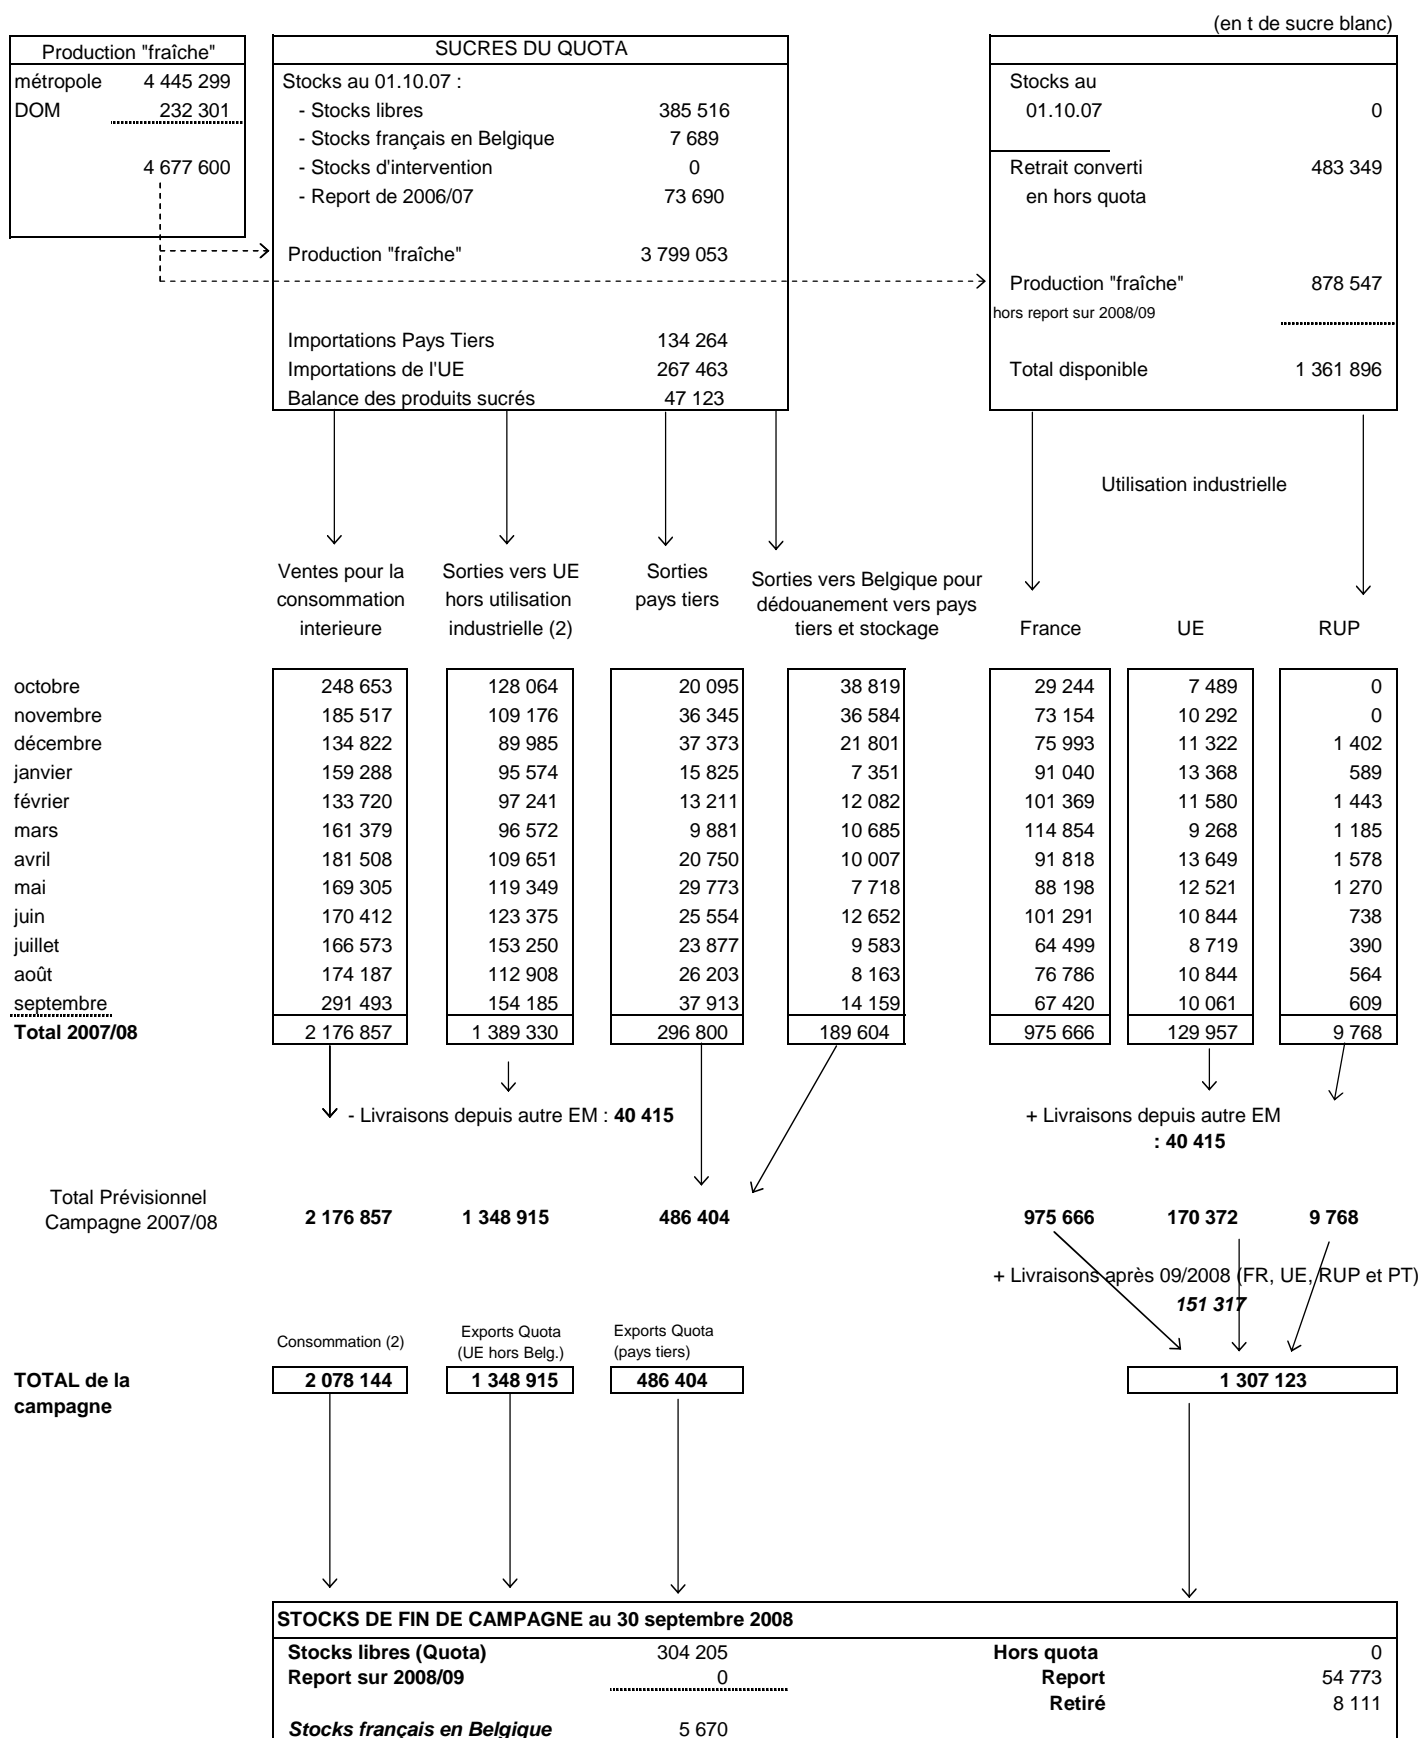 (en t de sucre blanc)
Production "fraîche"
métropole 4 445 299
DOM 232 301
4 677 600
SUCRES DU QUOTA
Stocks au 01.10.07 :
- Stocks libres 385 516
- Stocks français en Belgique 7 689
- Stocks d'intervention 0
- Report de 2006/07 73 690
Production "fraîche" 3 799 053
Importations Pays Tiers 134 264
Importations de l'UE 267 463
Balance des produits sucrés 47 123
Stocks au
01.10.07 0
Retrait converti 483 349
en hors quota
Production "fraîche" 878 547
hors report sur 2008/09
Total disponible 1 361 896
Utilisation industrielle
Ventes pour la
consommation
interieure
Sorties vers UE
hors utilisation
industrielle (2)
Sorties
pays tiers
Sorties vers Belgique pour
dédouanement vers pays
tiers et stockage
France UE RUP
octobre 248 653 128 064 20 095 38 819 29 244 7 489 0
novembre 185 517 109 176 36 345 36 584 73 154 10 292 0
décembre 134 822 89 985 37 373 21 801 75 993 11 322 1 402
janvier 159 288 95 574 15 825 7 351 91 040 13 368 589
février 133 720 97 241 13 211 12 082 101 369 11 580 1 443
mars 161 379 96 572 9 881 10 685 114 854 9 268 1 185
avril 181 508 109 651 20 750 10 007 91 818 13 649 1 578
mai 169 305 119 349 29 773 7 718 88 198 12 521 1 270
juin 170 412 123 375 25 554 12 652 101 291 10 844 738
juillet 166 573 153 250 23 877 9 583 64 499 8 719 390
août 174 187 112 908 26 203 8 163 76 786 10 844 564
septembre 291 493 154 185 37 913 14 159 67 420 10 061 609
Total 2007/08 2 176 857 1 389 330 296 800 189 604 975 666 129 957 9 768
- Livraisons depuis autre EM : 40 415
+ Livraisons depuis autre EM
: 40 415
Total Prévisionnel
Campagne 2007/08 2 176 857 1 348 915 486 404 975 666 170 372 9 768
+ Livraisons après 09/2008 (FR, UE, RUP et PT)
151 317
Consommation (2)
Exports Quota
(UE hors Belg.)
Exports Quota
(pays tiers)
TOTAL de la 2 078 144 1 348 915 486 404 1 307 123
campagne
STOCKS DE FIN DE CAMPAGNE au 30 septembre 2008
Stocks libres (Quota) 304 205 Hors quota 0
Report sur 2008/09 0 Report 54 773
Retiré 8 111
Stocks français en Belgique 5 670